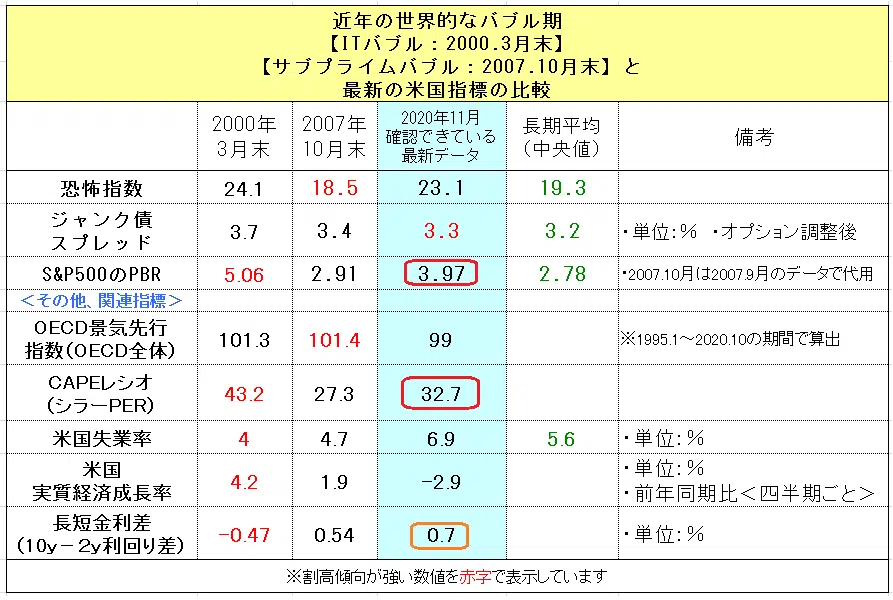 近年の世界的なバブル期
【ITバブル：2000.3月末】
【サブプライムバブル：2007.10月末】と
最新の米国指標の比較
2000年
3月末
2007年
10月末
2020年11月
確認できている
最新データ
長期平均
（中央値）
備考
恐怖指数
24.1
18.5
23.1
19.3
ジャンク債
スプレッド
3.7
3.4
3.3
3.2
・単位：％ ・オプション調整後
S&P500のPBR
5.06
2.91
3.97
2.78
・2007.10月は2007.9月のデータで代用
＜その他、関連指標＞
OECD景気先行
指数(OECD全体)
101.3
101.4
99
※1995.1～2020.10の期間で算出
CAPEレシオ
（シラーPER）
43.2
27.3
32.7
米国失業率
4
4.7
6.9
5.6
・単位：％
米国
実質経済成長率
4.2
1.9
−2.9
・単位：％
・前年同期比＜四半期ごと＞
長短金利差
(10y－2y利回り差)
−0.47
0.54
0.7
・単位：％
※割高傾向が強い数値を赤字で表示しています